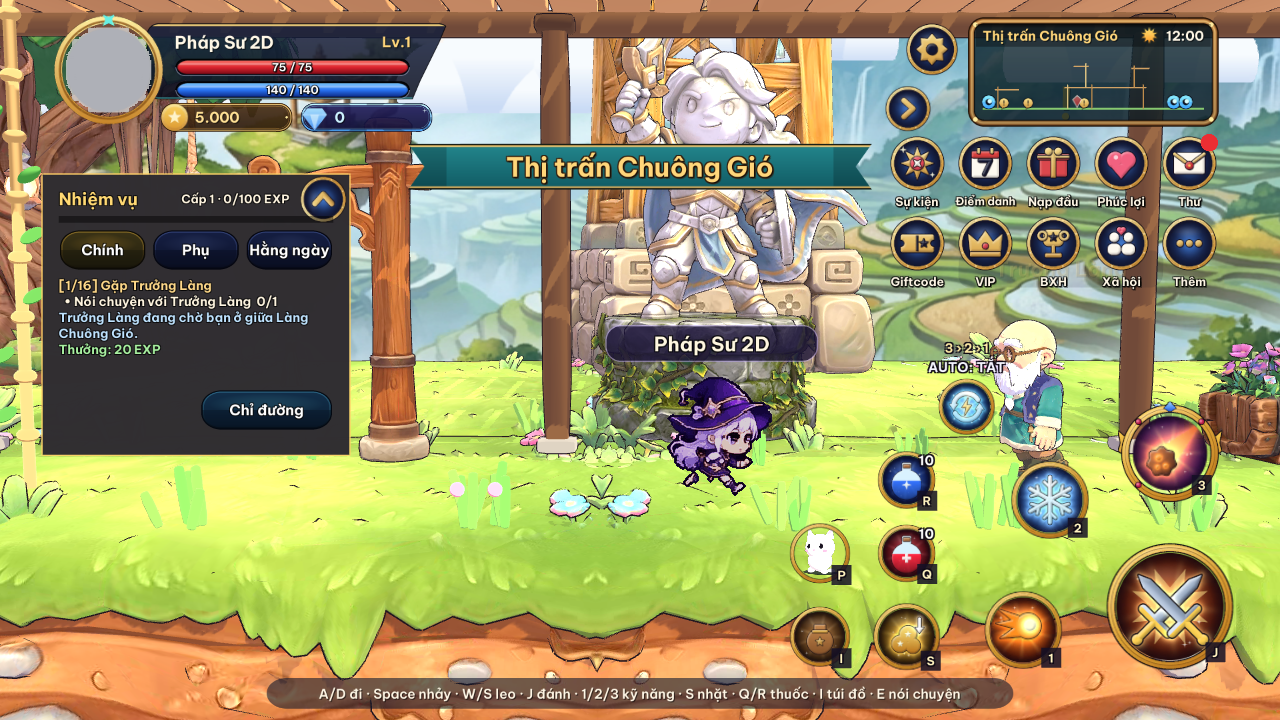 Pháp Sư 2D
Lv.1
75 / 75
140 / 140
5.000
0
Thị trấn Chuông Gió
12:00
Sự kiện
7
Điểm danh
Nạp đầu
Phúc lợi
Thư
Giftcode
VIP
BXH
Xã hội
Thêm
Thị trấn Chuông Gió
Nhiệm vụ
Cấp 1 · 0/100 EXP
Chính
Phụ
Hằng ngày
[1/16] Gặp Trưởng Làng
• Nói chuyện với Trưởng Làng 0/1
Trưởng Làng đang chờ bạn ở giữa Làng
Chuông Gió.
Thưởng: 20 EXP
Chỉ đường
Pháp Sư 2D
3 › 2 › 1
AUTO: TẮT
10
R
3
2
10
Q
P
I
S
1
J
A/D đi · Space nhảy · W/S leo · J đánh · 1/2/3 kỹ năng · S nhặt · Q/R thuốc · I túi đồ · E nói chuyện